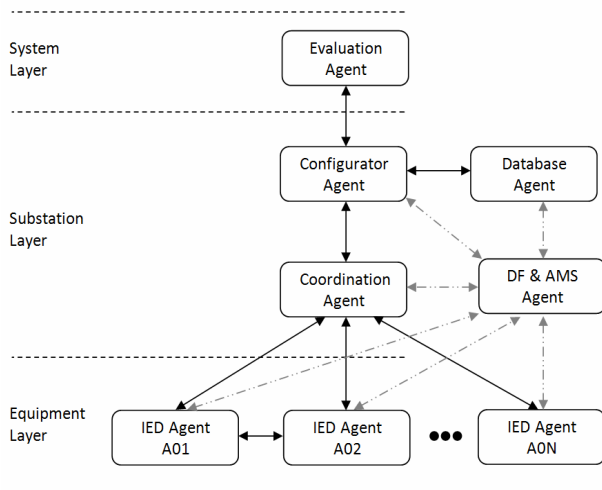 System
Layer
Evaluation
Agent
Substation
Layer
Configurator
Agent
Database
Agent
Coordination
Agent
DF & AMS
Agent
Equipment
Layer
IED Agent
A01
IED Agent
A02
IED Agent
A0N